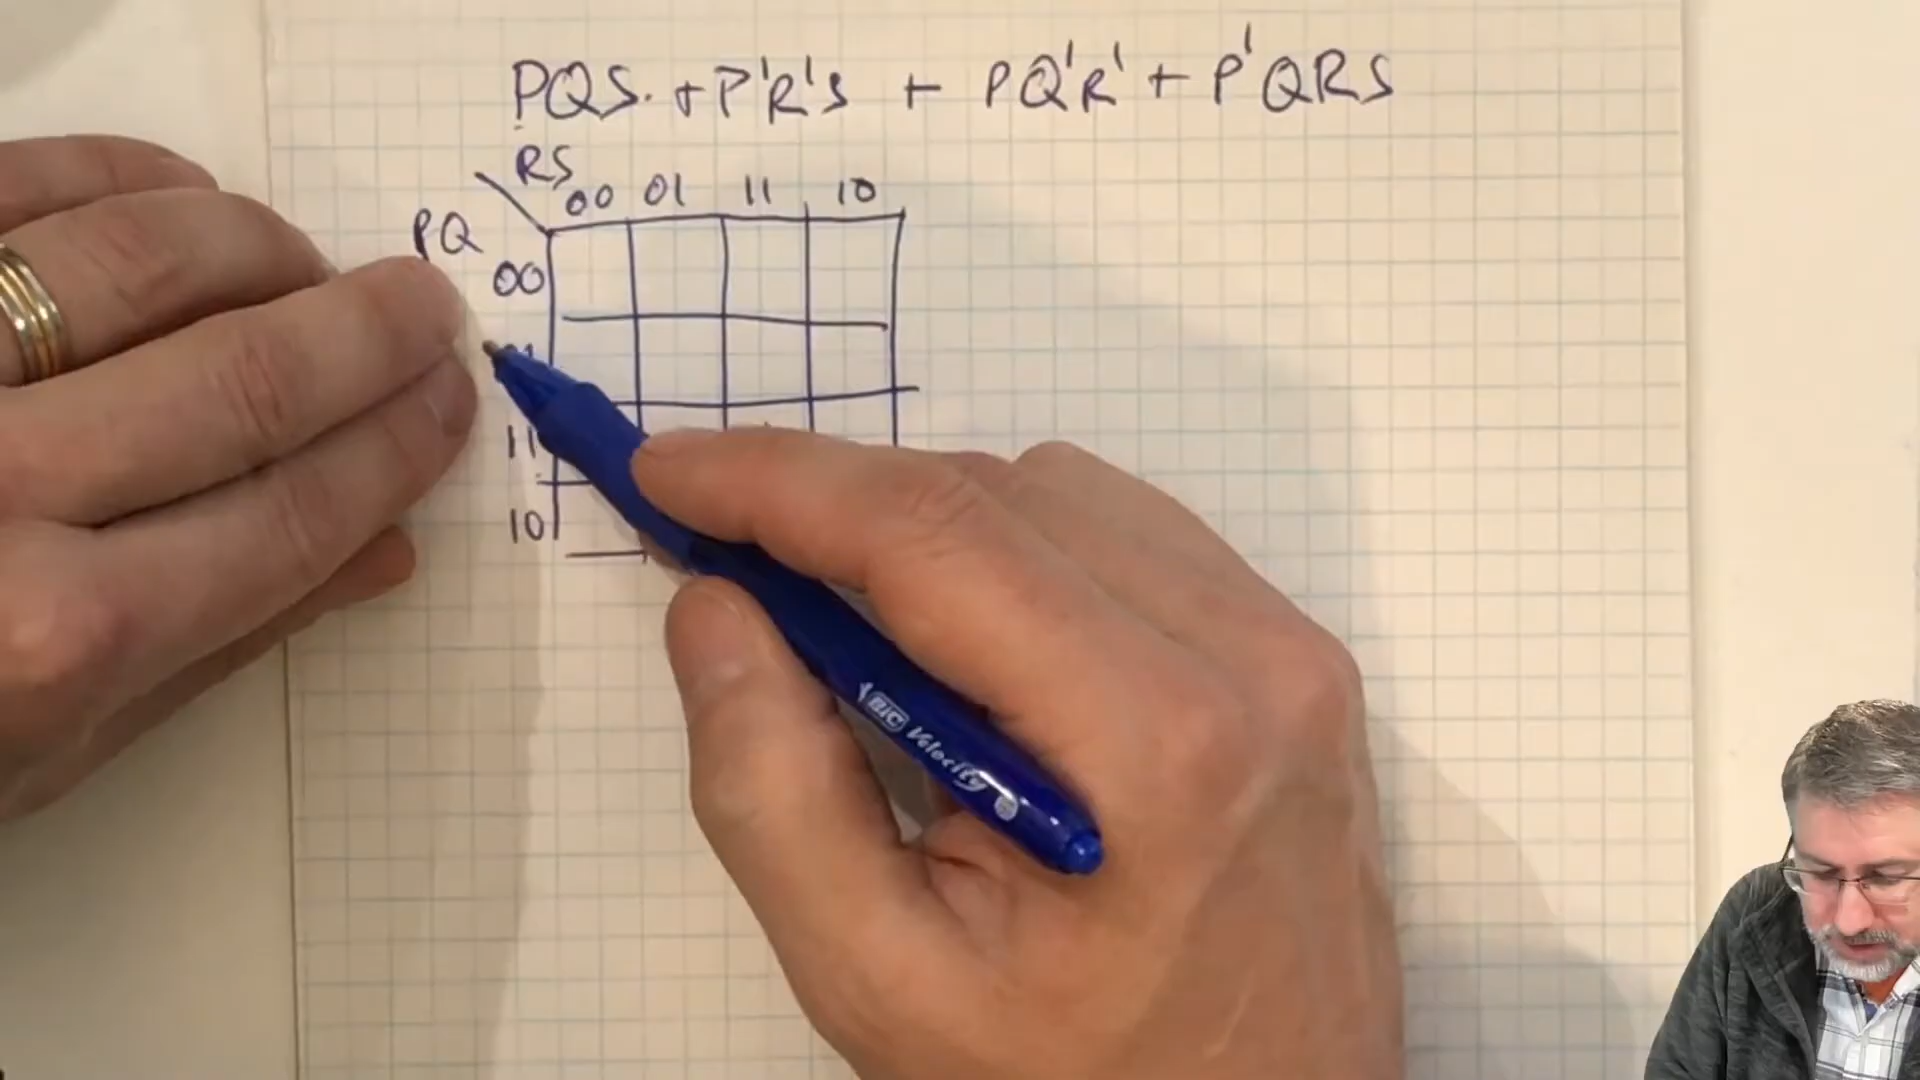 PQS. + P'R'S + PQ'R' + P'QRS
RS
00 01 11 10
PQ
00
11
10
BIC Velocity